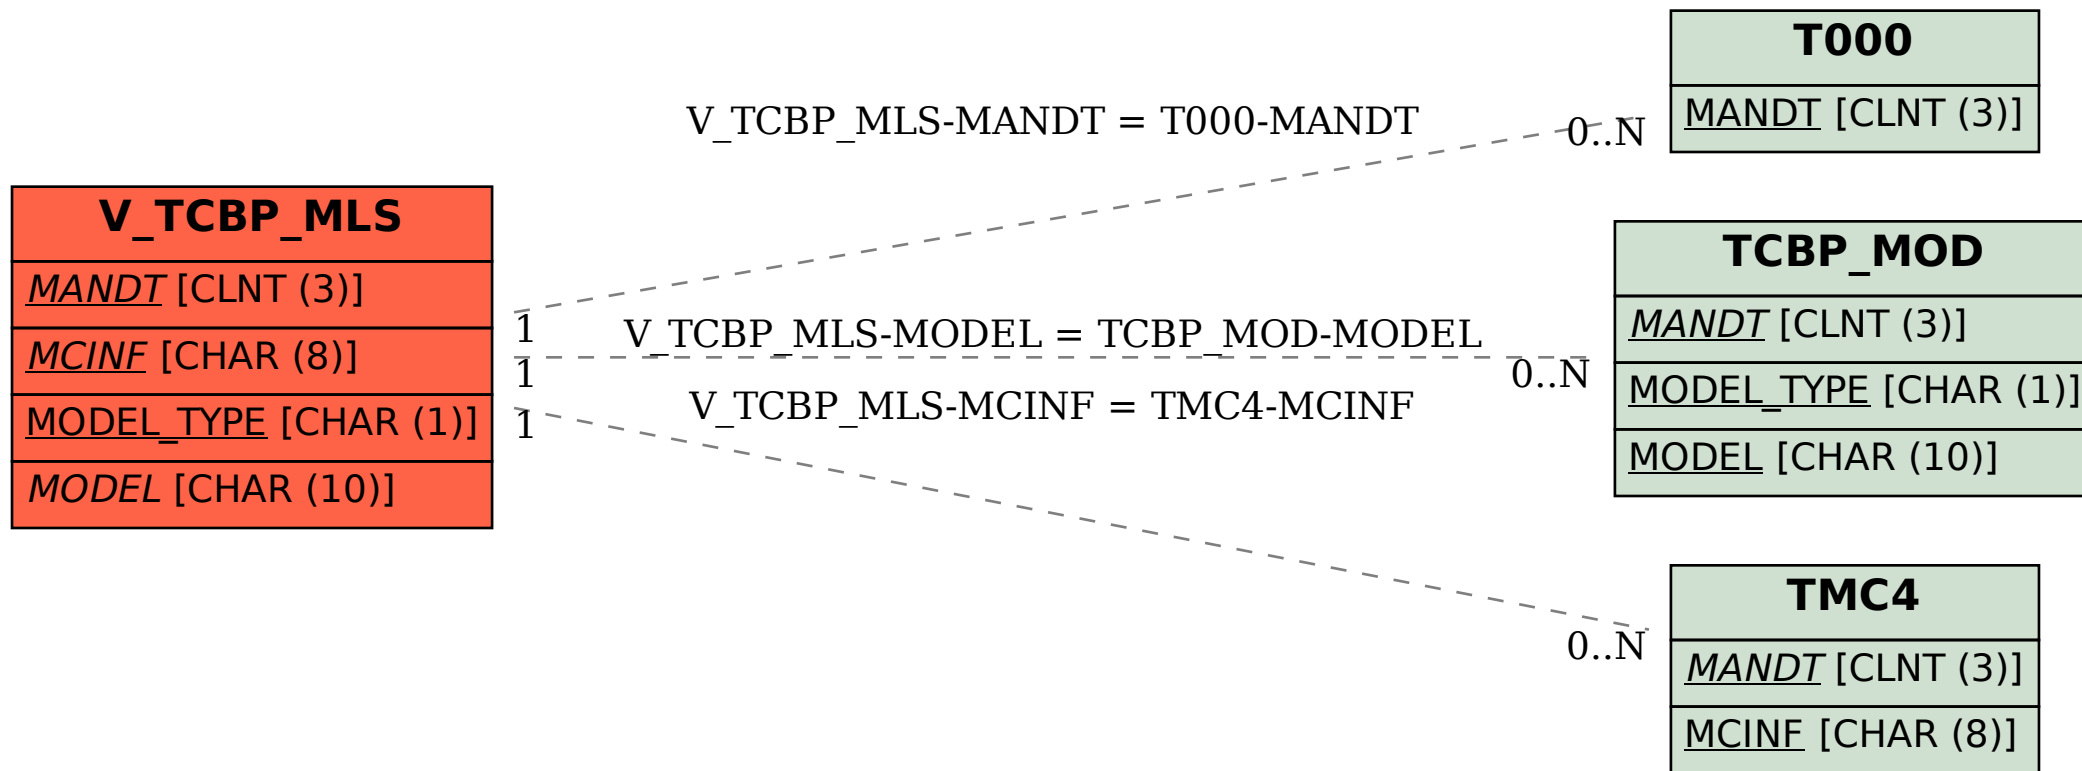 V_TCBP_MLS
MANDT [CLNT (3)]
MCINF [CHAR (8)]
MODEL_TYPE [CHAR (1)]
MODEL [CHAR (10)]
V_TCBP_MLS-MANDT = T000-MANDT
0..N
1
V_TCBP_MLS-MODEL = TCBP_MOD-MODEL
0..N
1
V_TCBP_MLS-MCINF = TMC4-MCINF
0..N
1
T000
MANDT [CLNT (3)]
TCBP_MOD
MANDT [CLNT (3)]
MODEL_TYPE [CHAR (1)]
MODEL [CHAR (10)]
TMC4
MANDT [CLNT (3)]
MCINF [CHAR (8)]